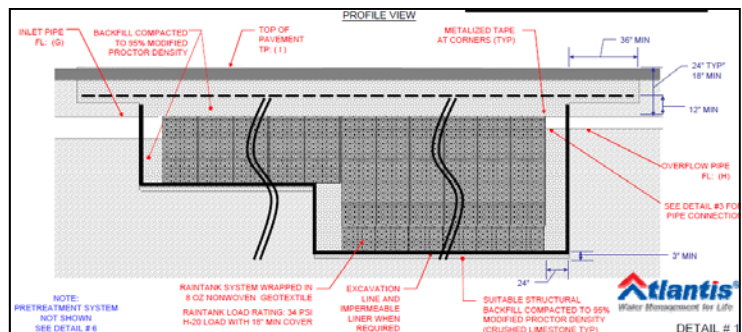 PROFILE VIEW
INLET PIPE
FL: (G)
BACKFILL COMPACTED
TO 95% MODIFIED
PROCTOR DENSITY
TOP OF
PAVEMENT
TP: ( I )
METALIZED TAPE
AT CORNERS (TYP)
36" MIN
24" TYP"
18" MIN
12" MIN
OVERFLOW PIPE
FL: (H)
SEE DETAIL #3 FO
PIPE CONNECTION
3" MIN
24"
NOTE:
PRETREATMENT SYSTEM
NOT SHOWN
SEE DETAIL # 6
RAINTANK SYSTEM WRAPPED IN
8 OZ NONWOVEN GEOTEXTILE
RAINTANK LOAD RATING: 34 PSI
H-20 LOAD WITH 18" MIN COVER
EXCAVATION
LINE AND
IMPERMEABLE
LINER WHEN
REQUIRED
SUITABLE STRUCTURAL
BACKFILL COMPACTED TO 95%
MODIFIED PROCTOR DENSITY
(CRUSHED LIMESTONE TYP)
Atlantis
Water Management for Life
DETAIL #